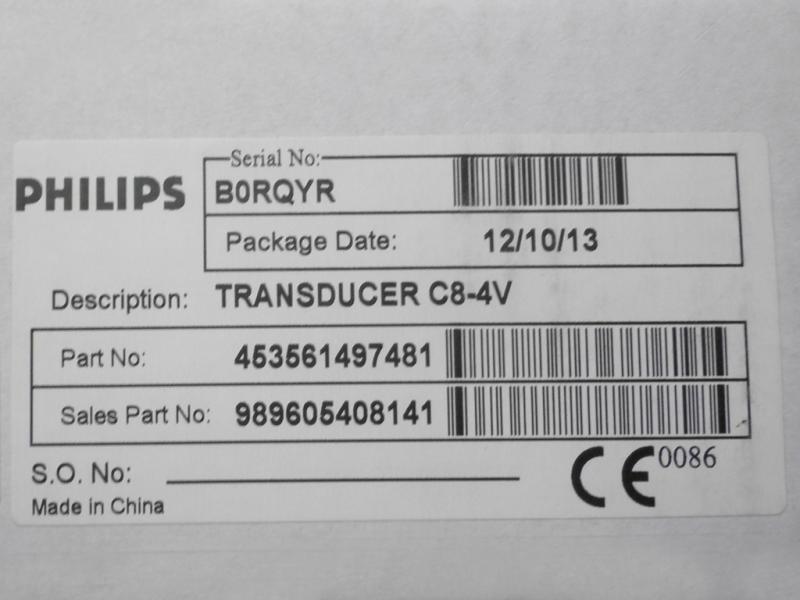 Serial No:
PHILIPS B0RQYR
Package Date: 12/10/13
Description: TRANSDUCER C8-4V
Part No: 453561497481
Sales Part No: 989605408141
S.O. No:
CE 0086
Made in China